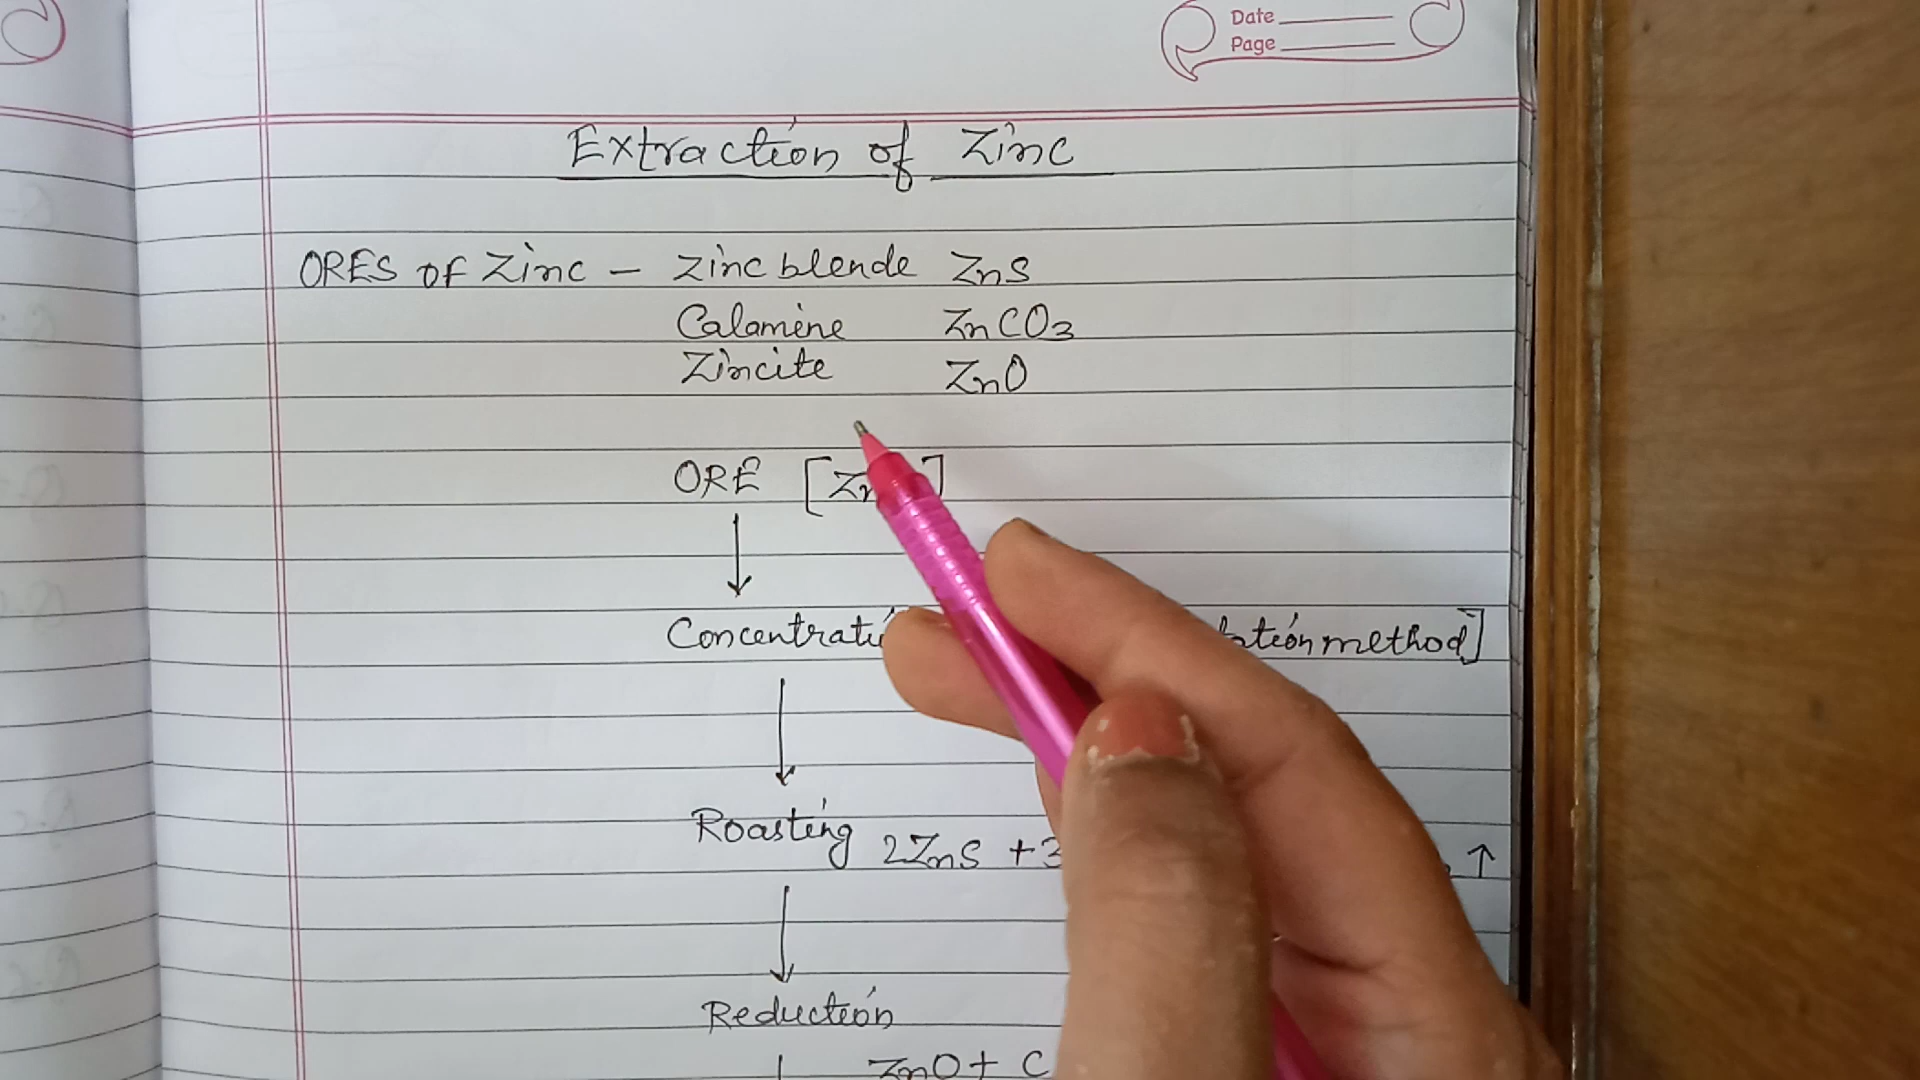 Date
Page
Extraction of Zinc
ORES OF Zinc – Zinc blende ZnS
Calamine ZnCO3
Zincite ZnO
ORE [Zn ]
↓
method]
↓
Roasting 2ZnS + 3 ↑
↓
Reduction
ZnO + C